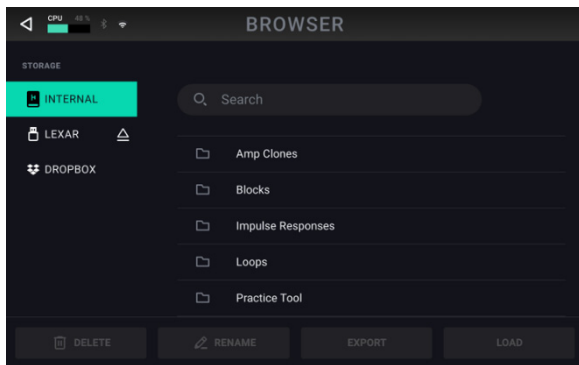 CPU 48 %
BROWSER
STORAGE
INTERNAL
LEXAR
DROPBOX
Search
Amp Clones
Blocks
Impulse Responses
Loops
Practice Tool
DELETE
RENAME
EXPORT
LOAD